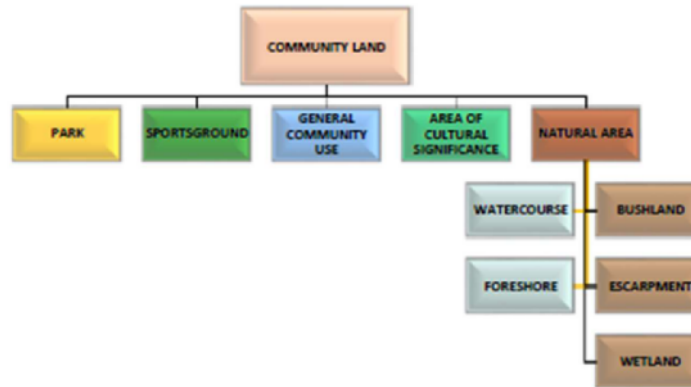 COMMUNITY LAND
PARK
SPORTSGROUND
GENERAL
COMMUNITY
USE
AREA OF
CULTURAL
SIGNIFICANCE
NATURAL AREA
WATERCOURSE
BUSHLAND
FORESHORE
ESCARPMENT
WETLAND